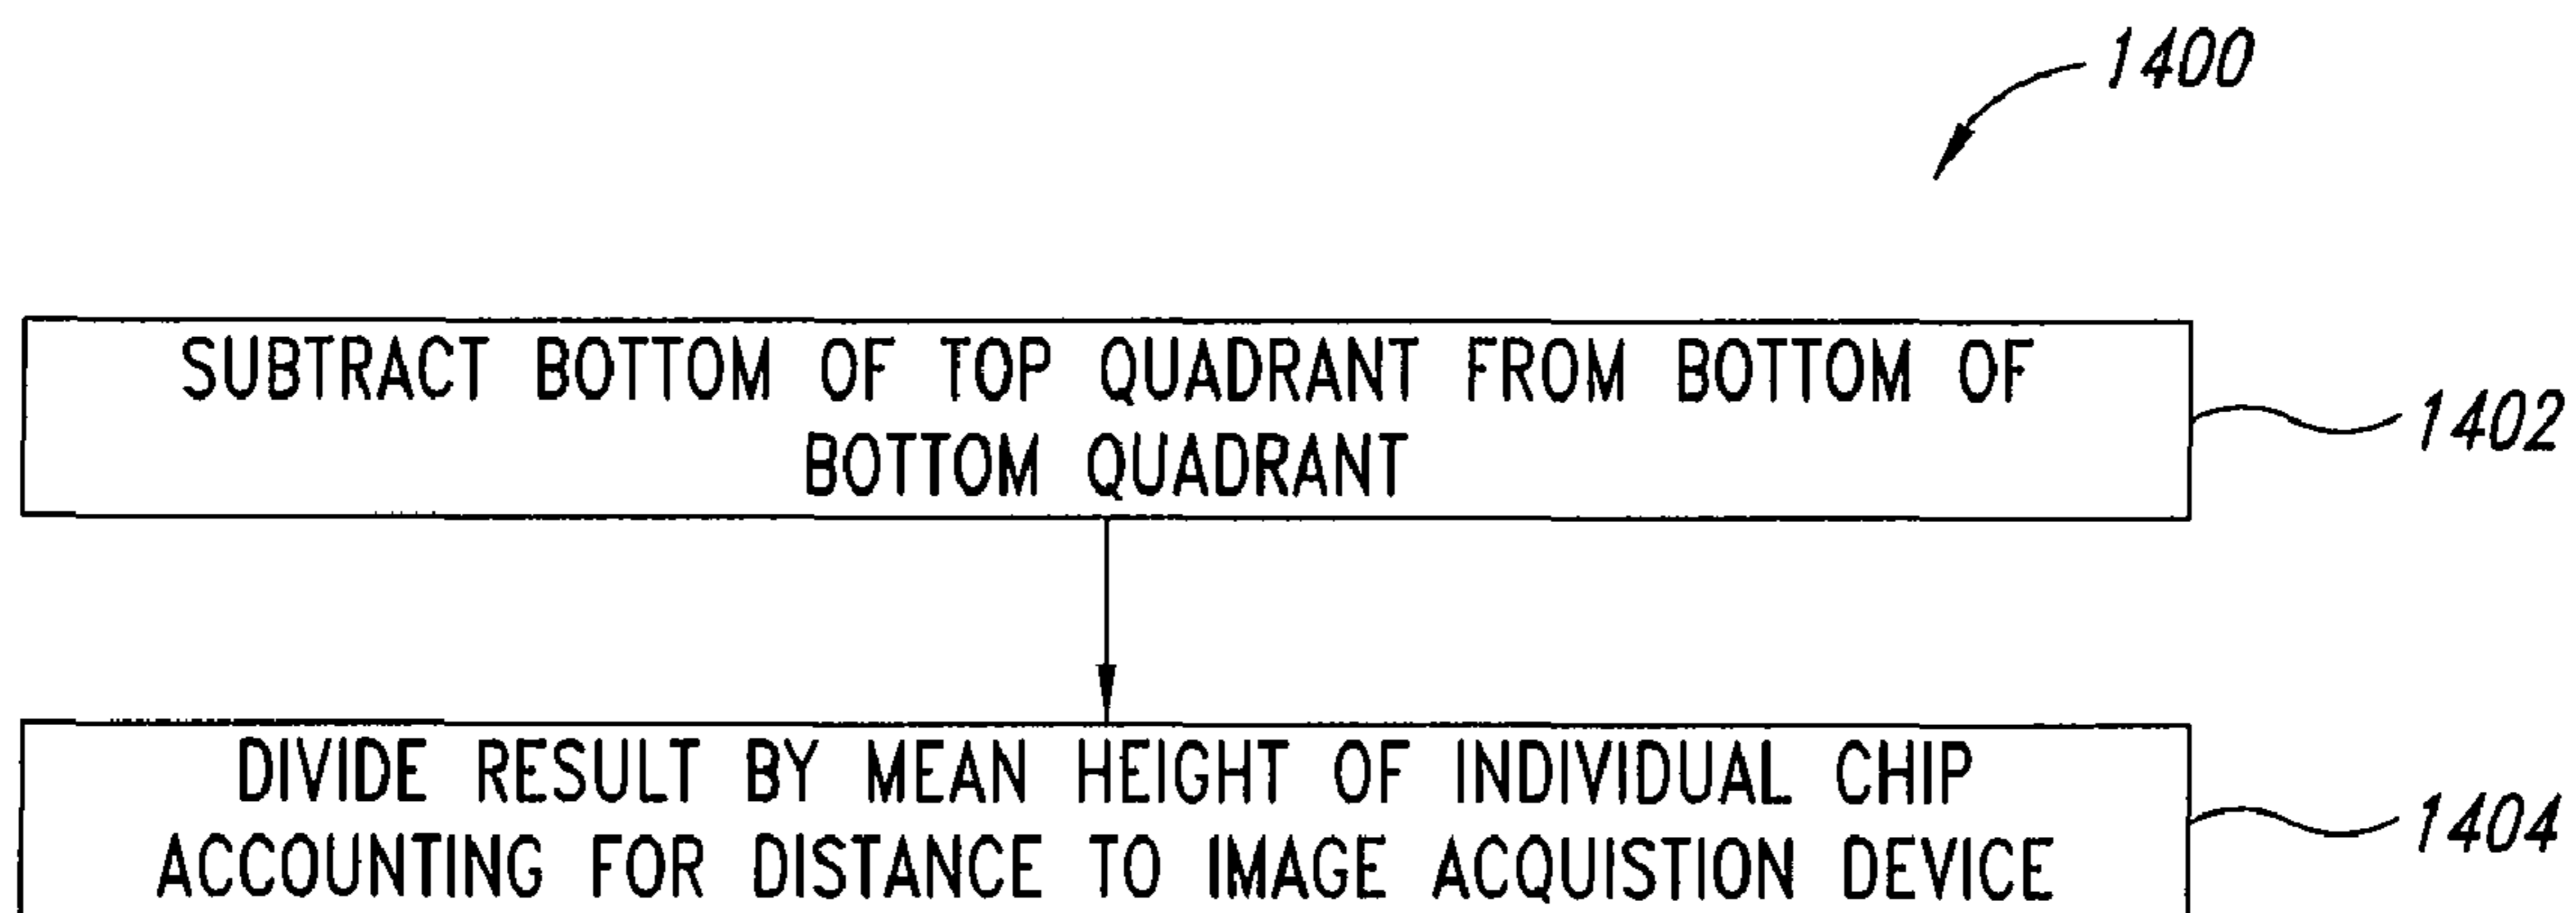 1400
SUBTRACT BOTTOM OF TOP QUADRANT FROM BOTTOM OF
BOTTOM QUADRANT
1402
DIVIDE RESULT BY MEAN HEIGHT OF INDIVIDUAL CHIP
ACCOUNTING FOR DISTANCE TO IMAGE ACQUISTION DEVICE
1404